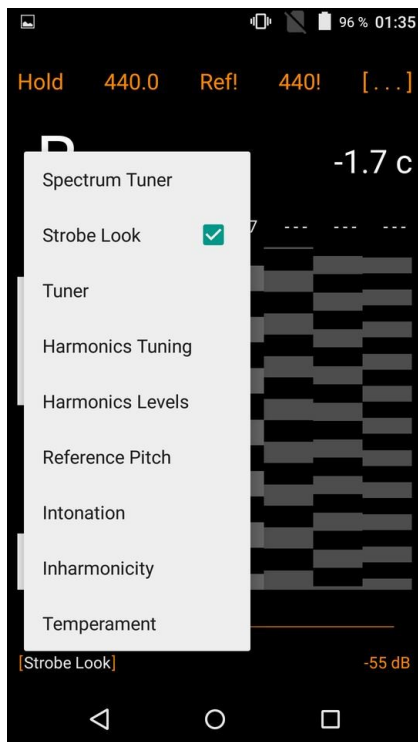 96 % 01:35
Hold 440.0 Ref! 440! [...]
-1.7 c
7 --- --- ---
Spectrum Tuner
Strobe Look
Tuner
Harmonics Tuning
Harmonics Levels
Reference Pitch
Intonation
Inharmonicity
Temperament
[Strobe Look] -55 dB